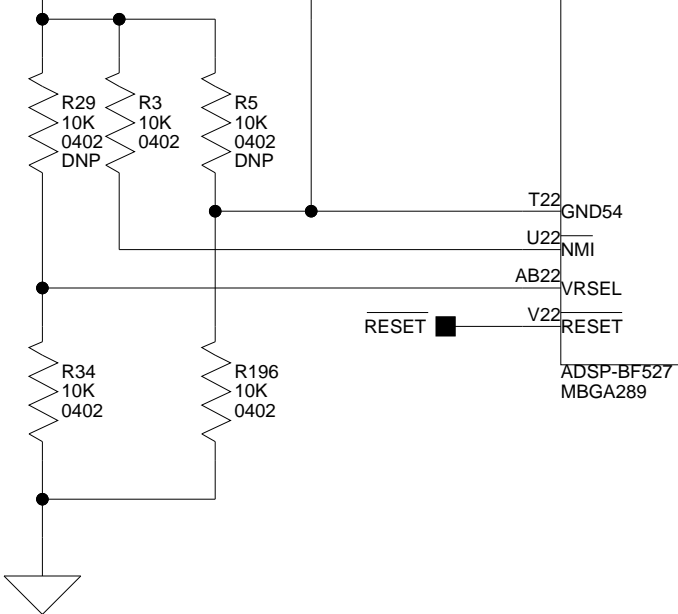 R29
10K
0402
DNP
R3
10K
0402
R5
10K
0402
DNP
T22
GND54
U22
NMI
AB22
VRSEL
V22
RESET
RESET
R34
10K
0402
R196
10K
0402
ADSP-BF527
MBGA289